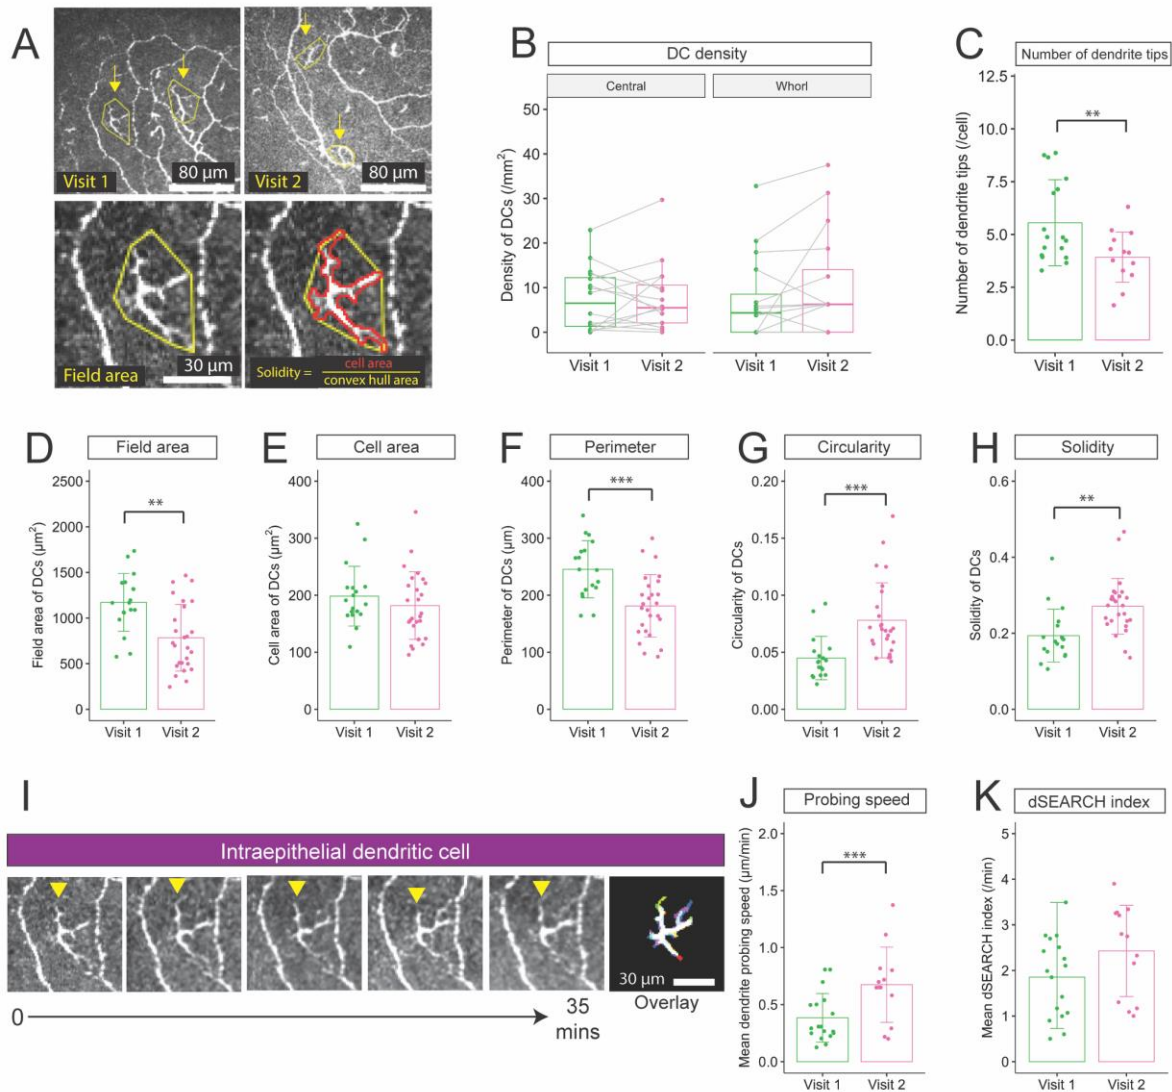 A
Visit 1
80 μm
Visit 2
80 μm
Field area
30 μm
Solidity = cell area
convex hull area
B
DC density
Central
Whorl
Density of DCs (/mm²)
40
30
20
10
0
Visit 1
Visit 2
Visit 1
Visit 2
C
Number of dendrite tips
Number of dendrite tips (/cell)
12.5
10.0
7.5
5.0
2.5
0.0
**
Visit 1
Visit 2
D
Field area
Field area of DCs (μm²)
2500
2000
1500
1000
500
0
**
Visit 1
Visit 2
E
Cell area
Cell area of DCs (μm²)
400
300
200
100
0
Visit 1
Visit 2
F
Perimeter
Perimeter of DCs (μm)
400
300
200
100
0
***
Visit 1
Visit 2
G
Circularity
Circularity of DCs
0.20
0.15
0.10
0.05
0.00
***
Visit 1
Visit 2
H
Solidity
Solidity of DCs
0.6
0.4
0.2
0.0
**
Visit 1
Visit 2
I
Intraepithelial dendritic cell
0
35
mins
30 μm
Overlay
J
Probing speed
Mean dendrite probing speed (μm/min)
2.0
1.5
1.0
0.5
0.0
***
Visit 1
Visit 2
K
dSEARCH index
Mean dSEARCH index (/min)
5
4
3
2
1
0
Visit 1
Visit 2